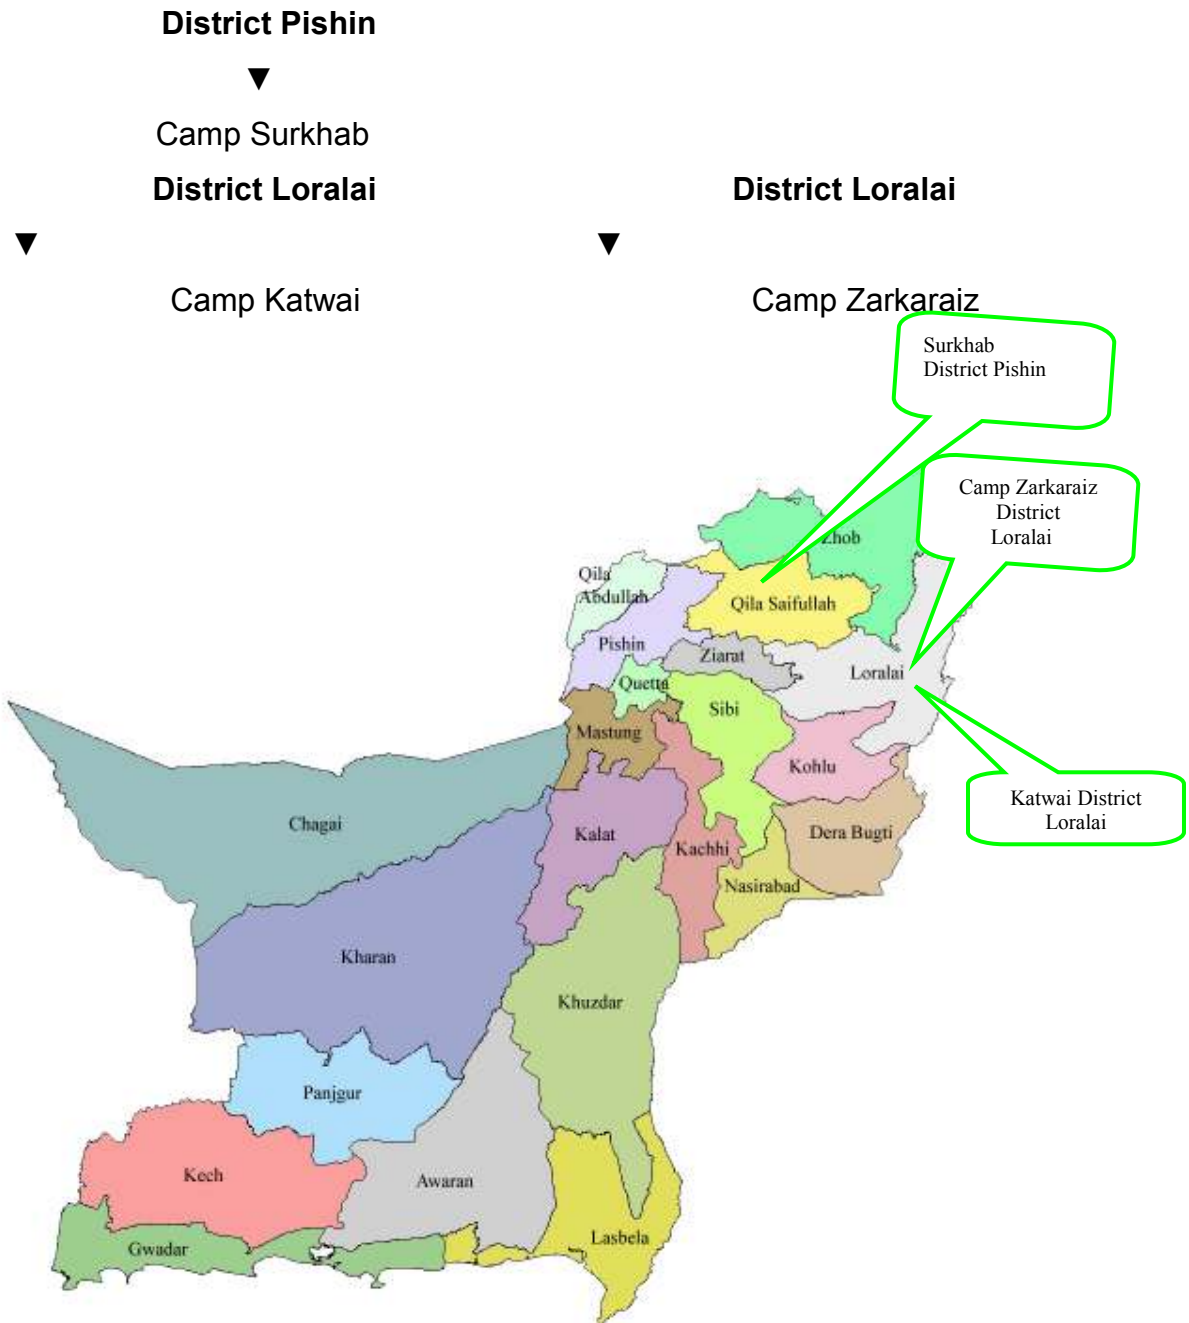 District Pishin
▼
Camp Surkhab
District Loralai
District Loralai
▼
▼
Camp Katwai
Camp Zarkaraiz
Surkhab
District Pishin
Camp Zarkaraiz
District
Loralai
Zhob
Qila
Abdullah
Qila Saifullah
Pishin
Ziarat
Loralai
Quetta
Sibi
Mastung
Kohlu
Katwai District
Loralai
Chagai
Kalat
Dera Bugti
Kachhi
Nasirabad
Kharan
Khuzdar
Panjgur
Kech
Awaran
Lasbela
Gwadar